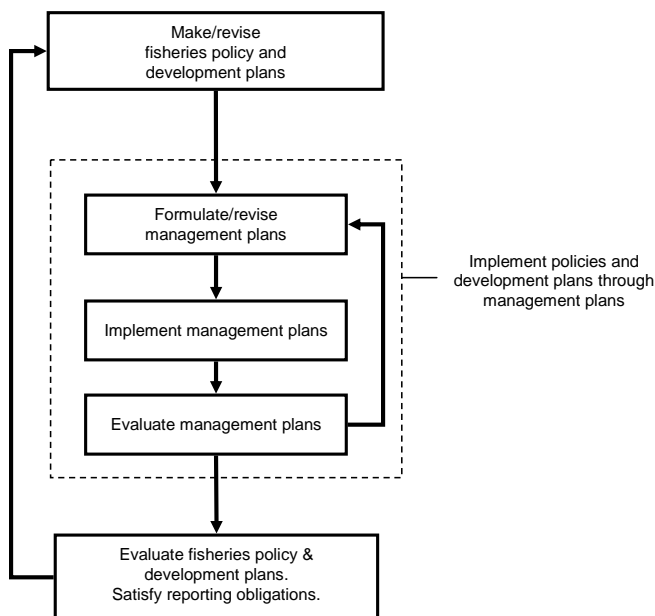 Make/revise
fisheries policy and
development plans
Formulate/revise
management plans
Implement policies and
development plans through
management plans
Implement management plans
Evaluate management plans
Evaluate fisheries policy &
development plans.
Satisfy reporting obligations.